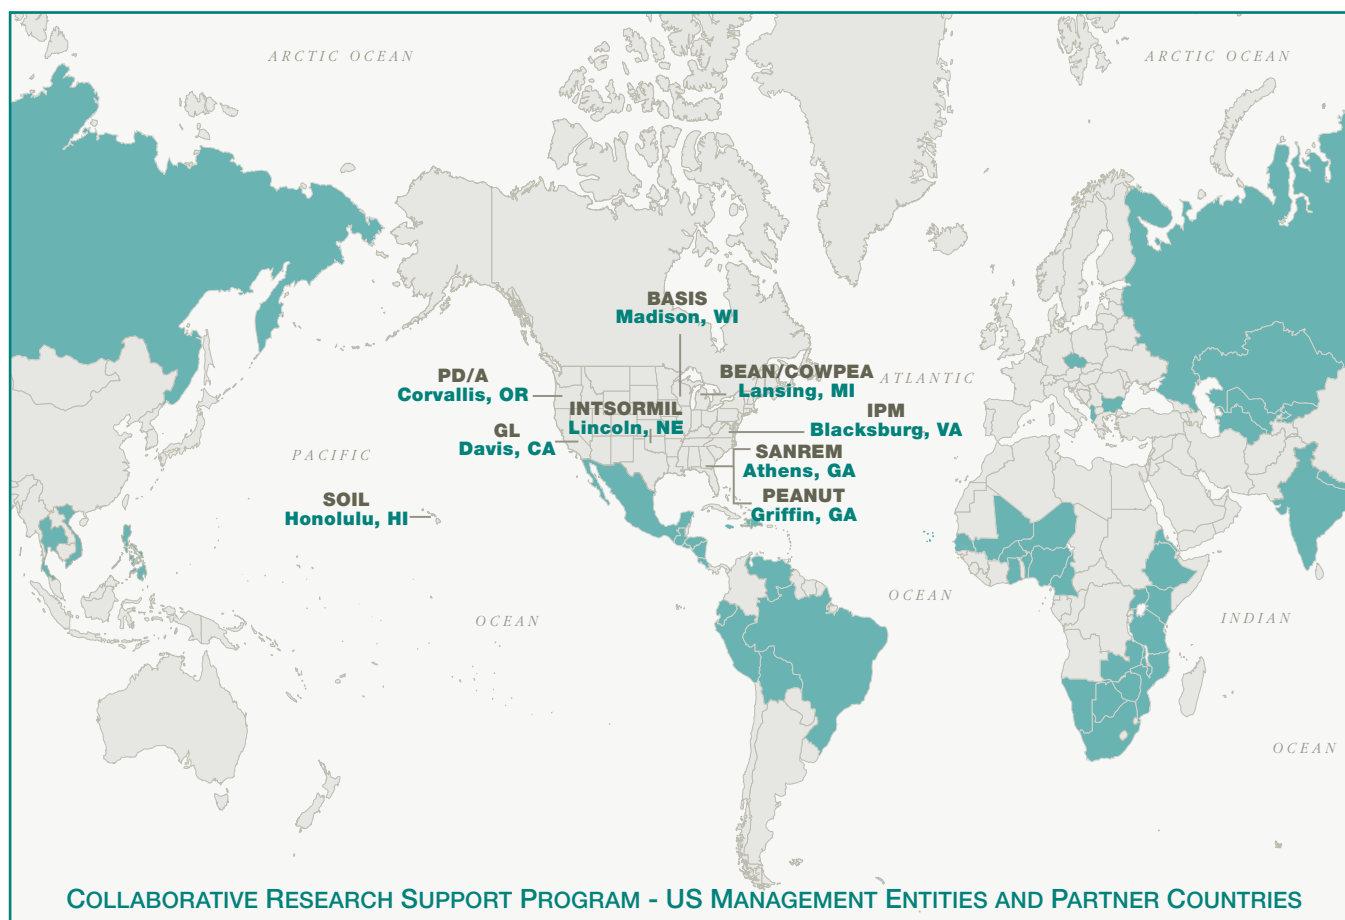 ARCTIC OCEAN
ARCTIC OCEAN
BASIS
Madison, WI
PD/A
Corvallis, OR
BEAN/COWPEA
Lansing, MI
ATLANTIC
INTSORMIL
Lincoln, NE
IPM
Blacksburg, VA
GL
Davis, CA
PACIFIC
SANREM
Athens, GA
SOIL
Honolulu, HI
PEANUT
Griffin, GA
OCEAN
OCEAN
INDIAN
OCEAN
COLLABORATIVE RESEARCH SUPPORT PROGRAM - US MANAGEMENT ENTITIES AND PARTNER COUNTRIES